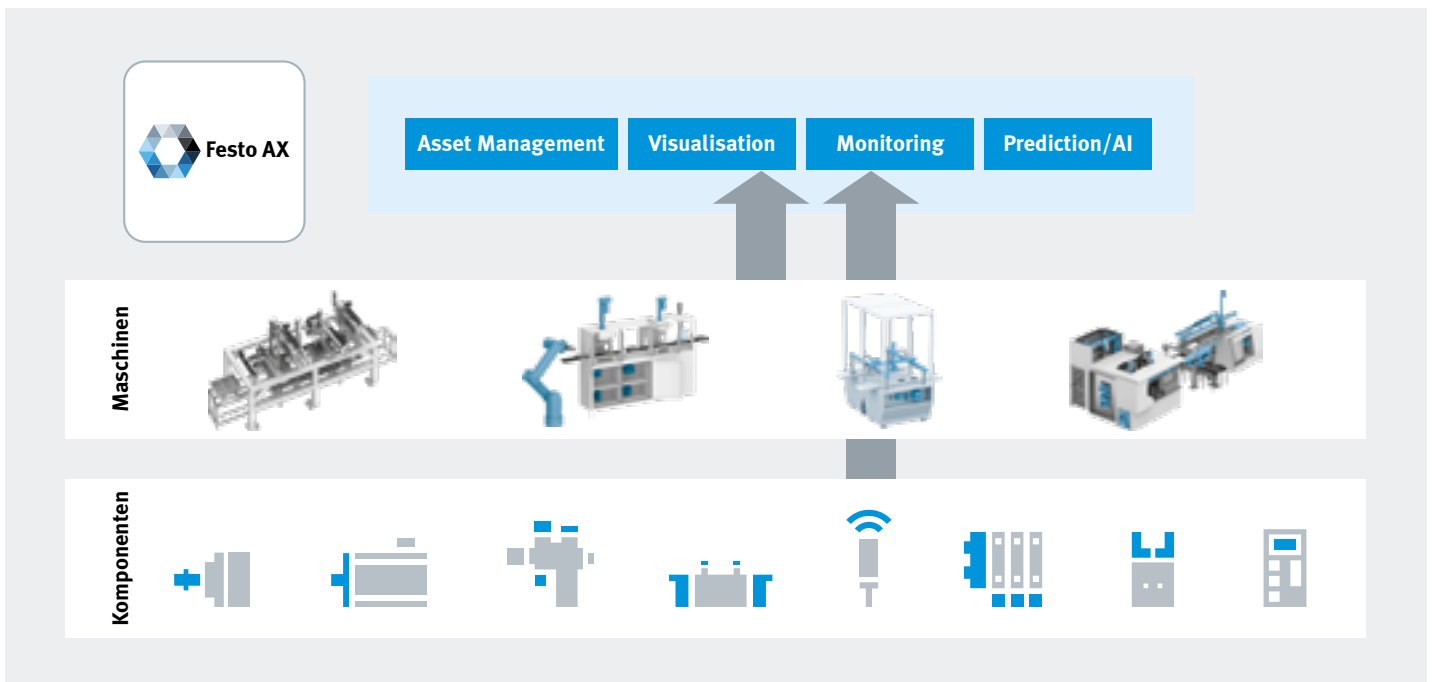 Festo AX
Asset Management
Visualisation
Monitoring
Prediction/AI
Maschinen
Komponenten